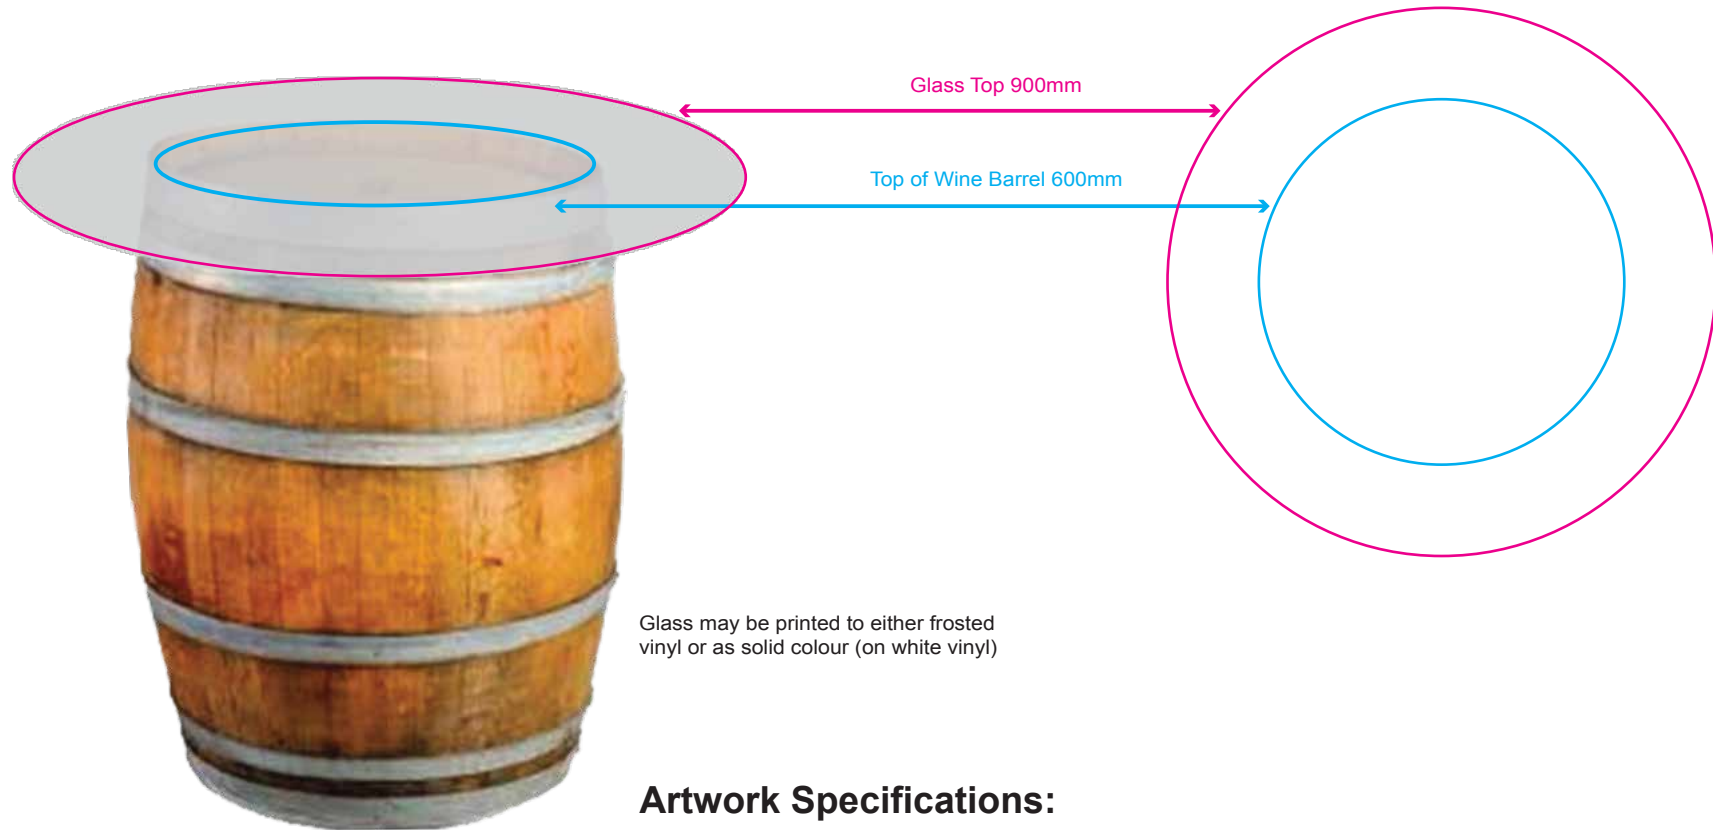 Glass Top 900mm
Top of Wine Barrel 600mm
Glass may be printed to either frosted
vinyl or as solid colour (on white vinyl)
Artwork Specifications: